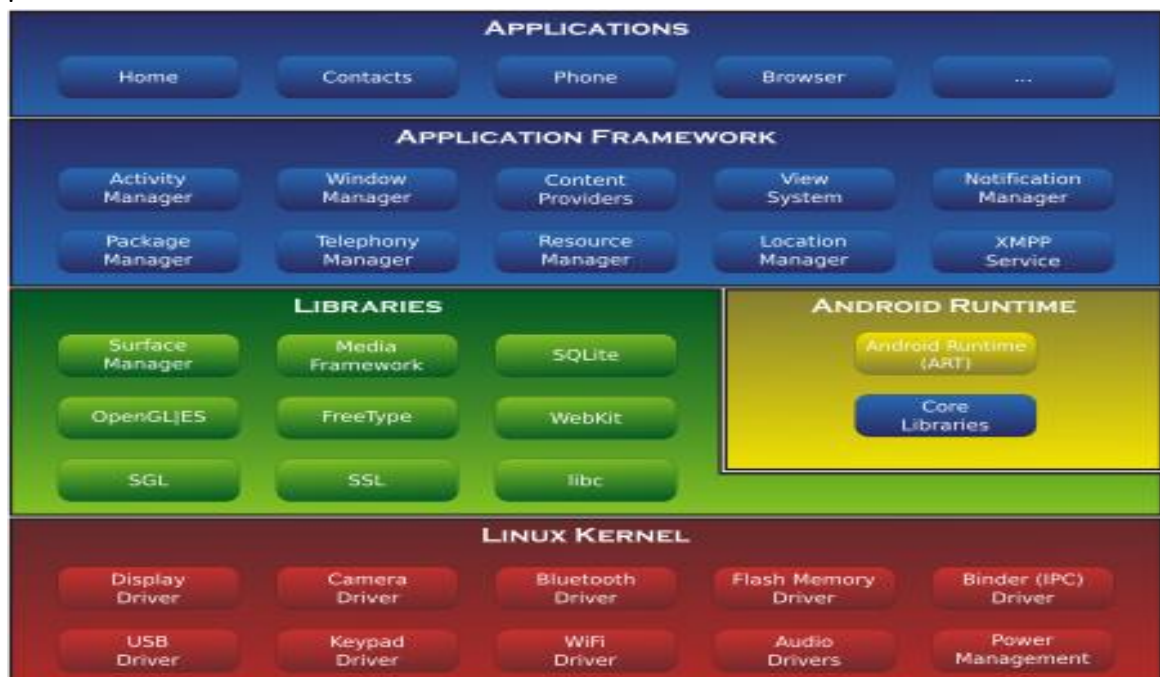 APPLICATIONS
Home
Contacts
Phone
Browser
...
APPLICATION FRAMEWORK
Activity
Manager
Window
Manager
Content
Providers
View
System
Notification
Manager
Package
Manager
Telephony
Manager
Resource
Manager
Location
Manager
XMPP
Service
LIBRARIES
Surface
Manager
Media
Framework
SQLite
OpenGL|ES
FreeType
WebKit
SGL
SSL
libc
ANDROID RUNTIME
Android Runtime
(ART)
Core
Libraries
LINUX KERNEL
Display
Driver
Camera
Driver
Bluetooth
Driver
Flash Memory
Driver
Binder (IPC)
Driver
USB
Driver
Keypad
Driver
WiFi
Driver
Audio
Drivers
Power
Management